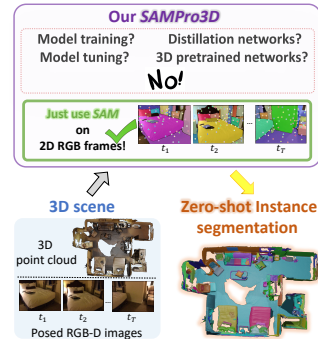 Our SAMPro3D
Model training? Distillation networks?
Model tuning? 3D pretrained networks?
No!
Just use SAM
on
2D RGB frames!
...
t1 t2 tT
3D scene
Zero-shot Instance
segmentation
3D
point cloud
...
t1 t2 tT
Posed RGB-D images